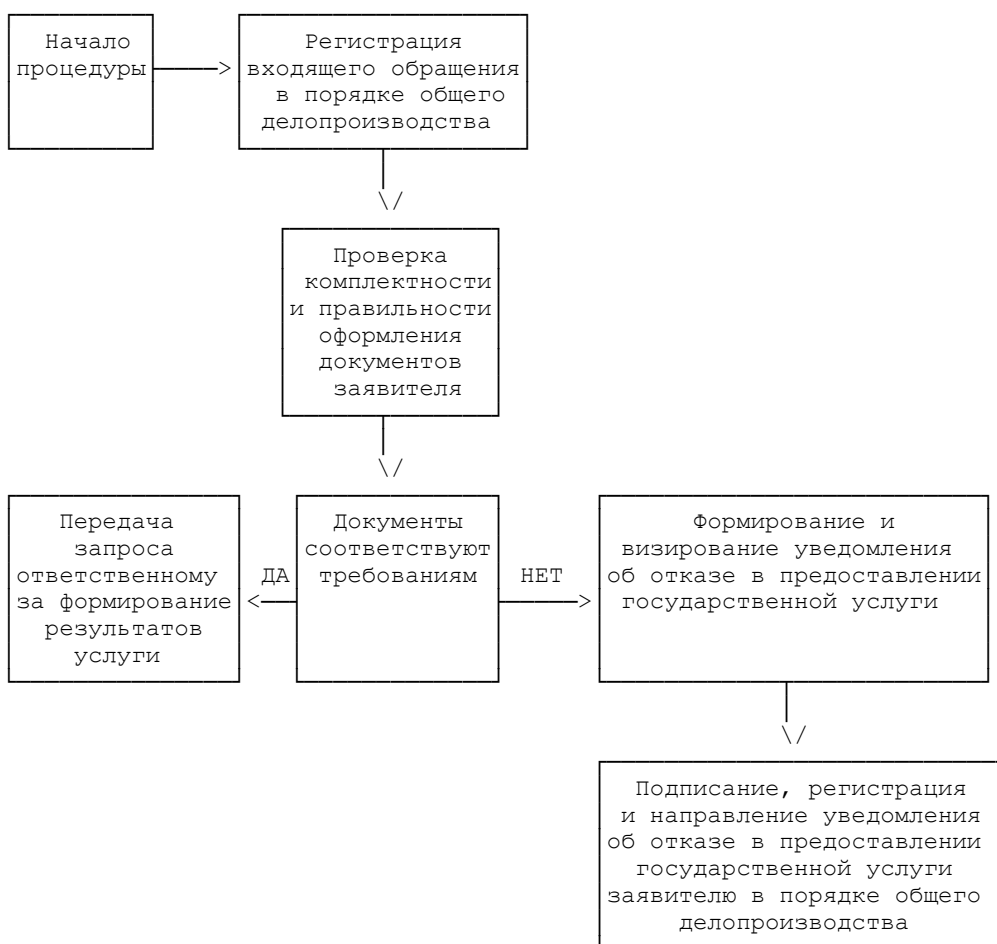 Начало
процедуры
Регистрация
входящего обращения
в порядке общего
делопроизводства
Проверка
комплектности
и правильности
оформления
документов
заявителя
Передача
запроса
ответственному
за формирование
результатов
услуги
ДА
Документы
соответствуют
требованиям
НЕТ
Формирование и
визирование уведомления
об отказе в предоставлении
государственной услуги
Подписание, регистрация
и направление уведомления
об отказе в предоставлении
государственной услуги
заявителю в порядке общего
делопроизводства